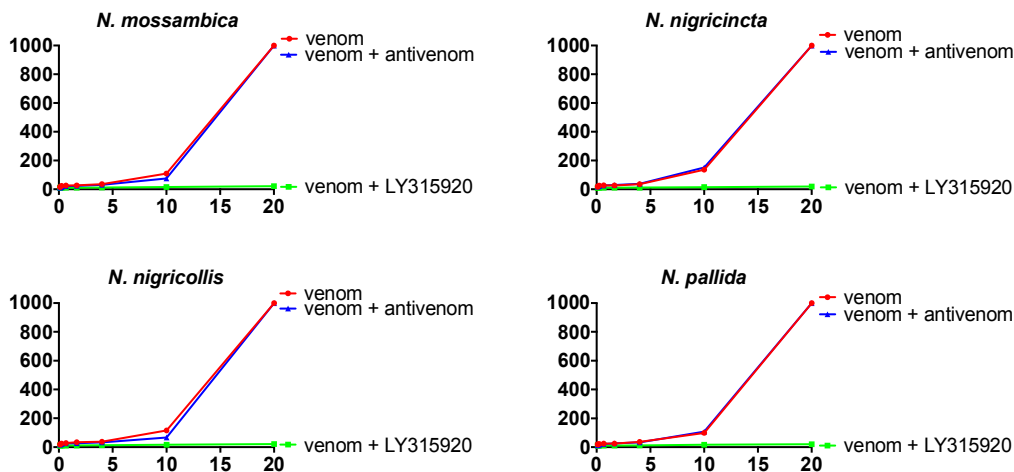 N. mossambica
1000
800
600
400
200
0
0 5 10 15 20
venom
venom + antivenom
venom + LY315920
N. nigricincta
1000
800
600
400
200
0
0 5 10 15 20
venom
venom + antivenom
venom + LY315920
N. nigricollis
1000
800
600
400
200
0
0 5 10 15 20
venom
venom + antivenom
venom + LY315920
N. pallida
1000
800
600
400
200
0
0 5 10 15 20
venom
venom + antivenom
venom + LY315920